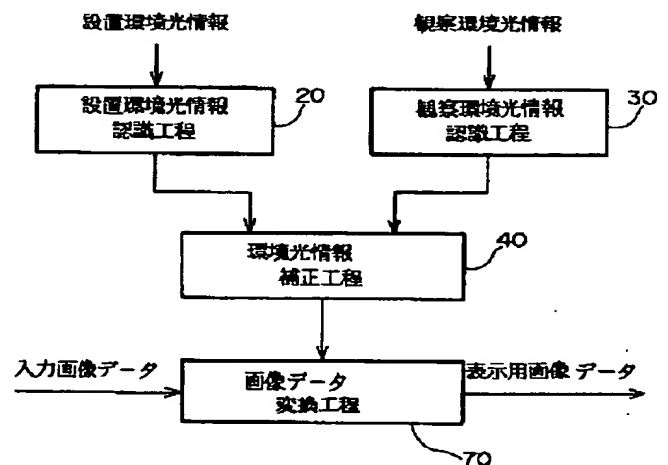 設置環境光情報
観察環境光情報
設置環境光情報
認識工程
20
観察環境光情報
認識工程
30
環境光情報
補正工程
40
入力画像データ
画像データ
変換工程
表示用画像データ
70